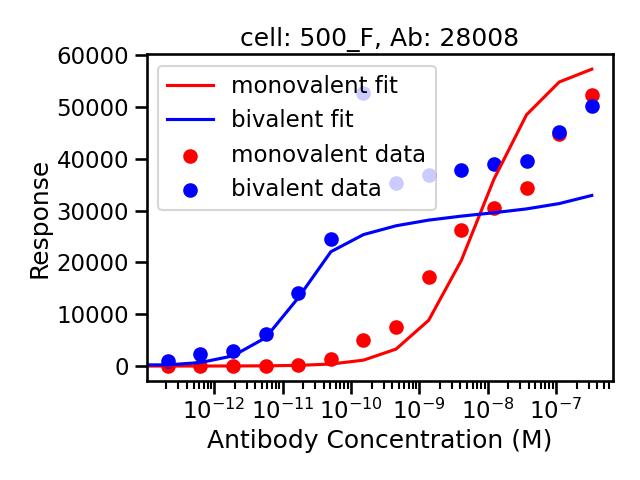 cell: 500_F, Ab: 28008
60000
50000
40000
30000
20000
10000
0
Response
monovalent fit
bivalent fit
monovalent data
bivalent data
10⁻¹² 10⁻¹¹ 10⁻¹⁰ 10⁻⁹ 10⁻⁸ 10⁻⁷
Antibody Concentration (M)